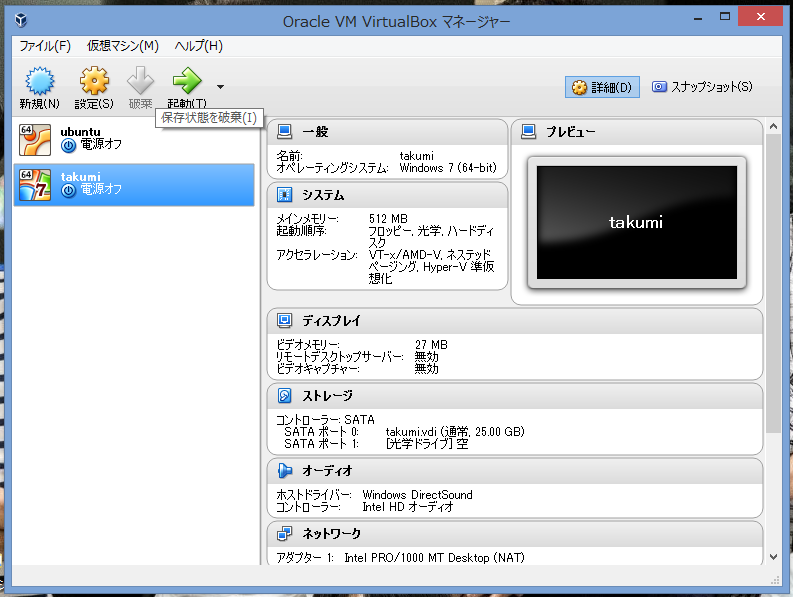 Oracle VM VirtualBox マネージャー
ファイル(F) 仮想マシン(M) ヘルプ(H)
新規(N) 設定(S) 破棄 起動(T)
詳細(D) スナップショット(S)
保存状態を破棄(I)
64
ubuntu
電源オフ
64
7
takumi
電源オフ
一般
名前: takumi
オペレーティングシステム: Windows 7 (64-bit)
システム
メインメモリー: 512 MB
起動順序: フロッピー, 光学, ハードディ
スク
アクセラレーション: VT-x/AMD-V, ネステッド
ページング, Hyper-V 準仮
想化
プレビュー
takumi
ディスプレイ
ビデオメモリー: 27 MB
リモートデスクトップサーバー: 無効
ビデオキャプチャー: 無効
ストレージ
コントローラー: SATA
SATA ポート 0: takumi.vdi (通常, 25.00 GB)
SATA ポート 1: [光学ドライブ] 空
オーディオ
ホストドライバー: Windows DirectSound
コントローラー: Intel HD オーディオ
ネットワーク
アダプター 1: Intel PRO/1000 MT Desktop (NAT)